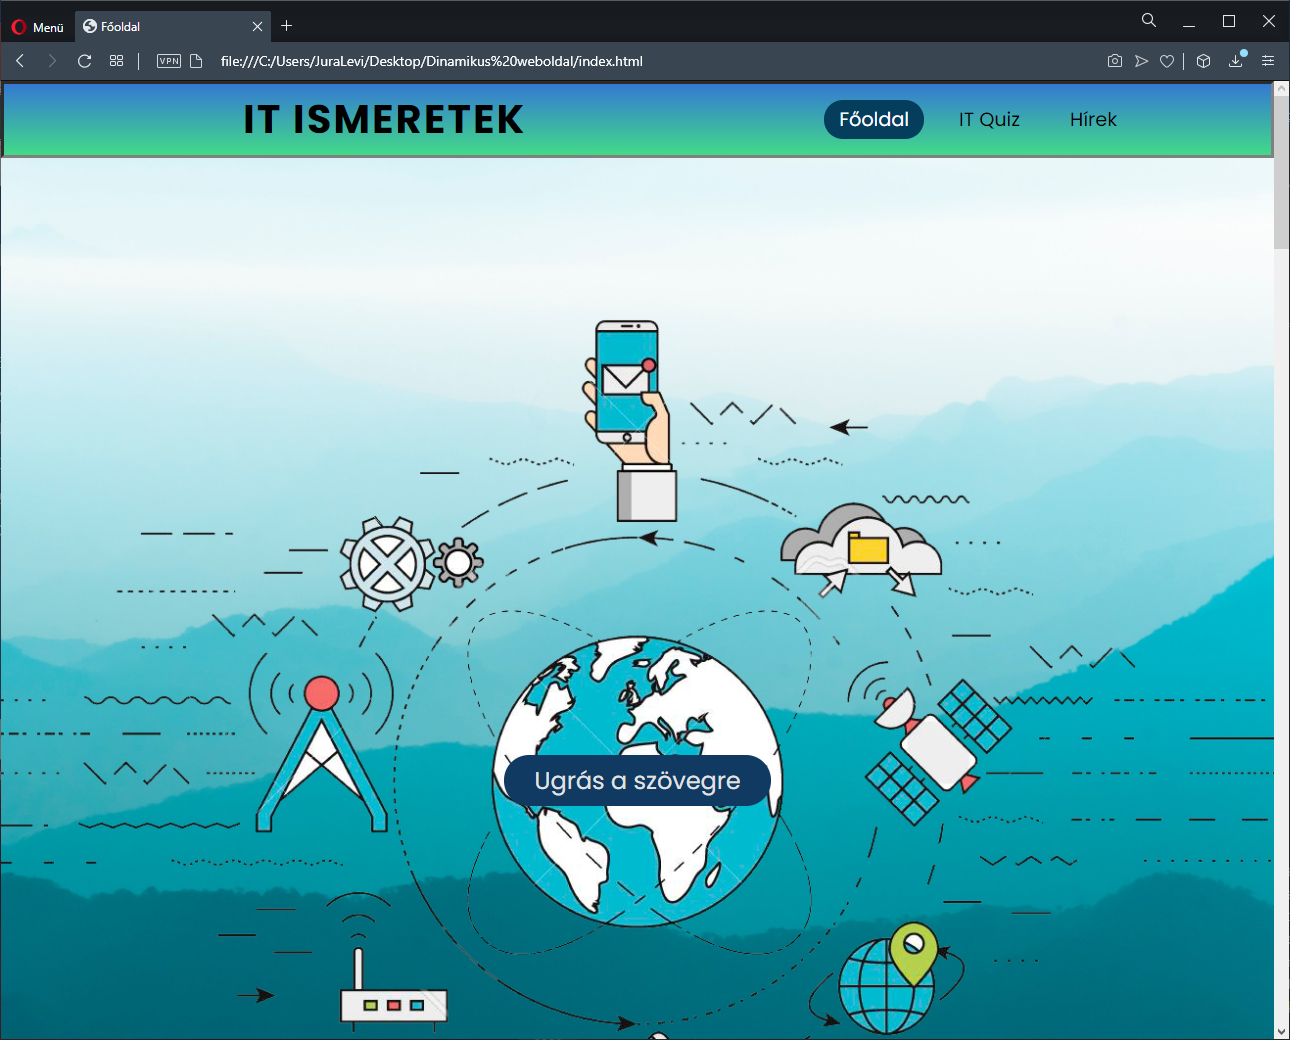 Menü
Főoldal
VPN
file:///C:/Users/JuraLevi/Desktop/Dinamikus%20weboldal/index.html
IT ISMERETEK
Főoldal
IT Quiz
Hírek
Ugrás a szövegre